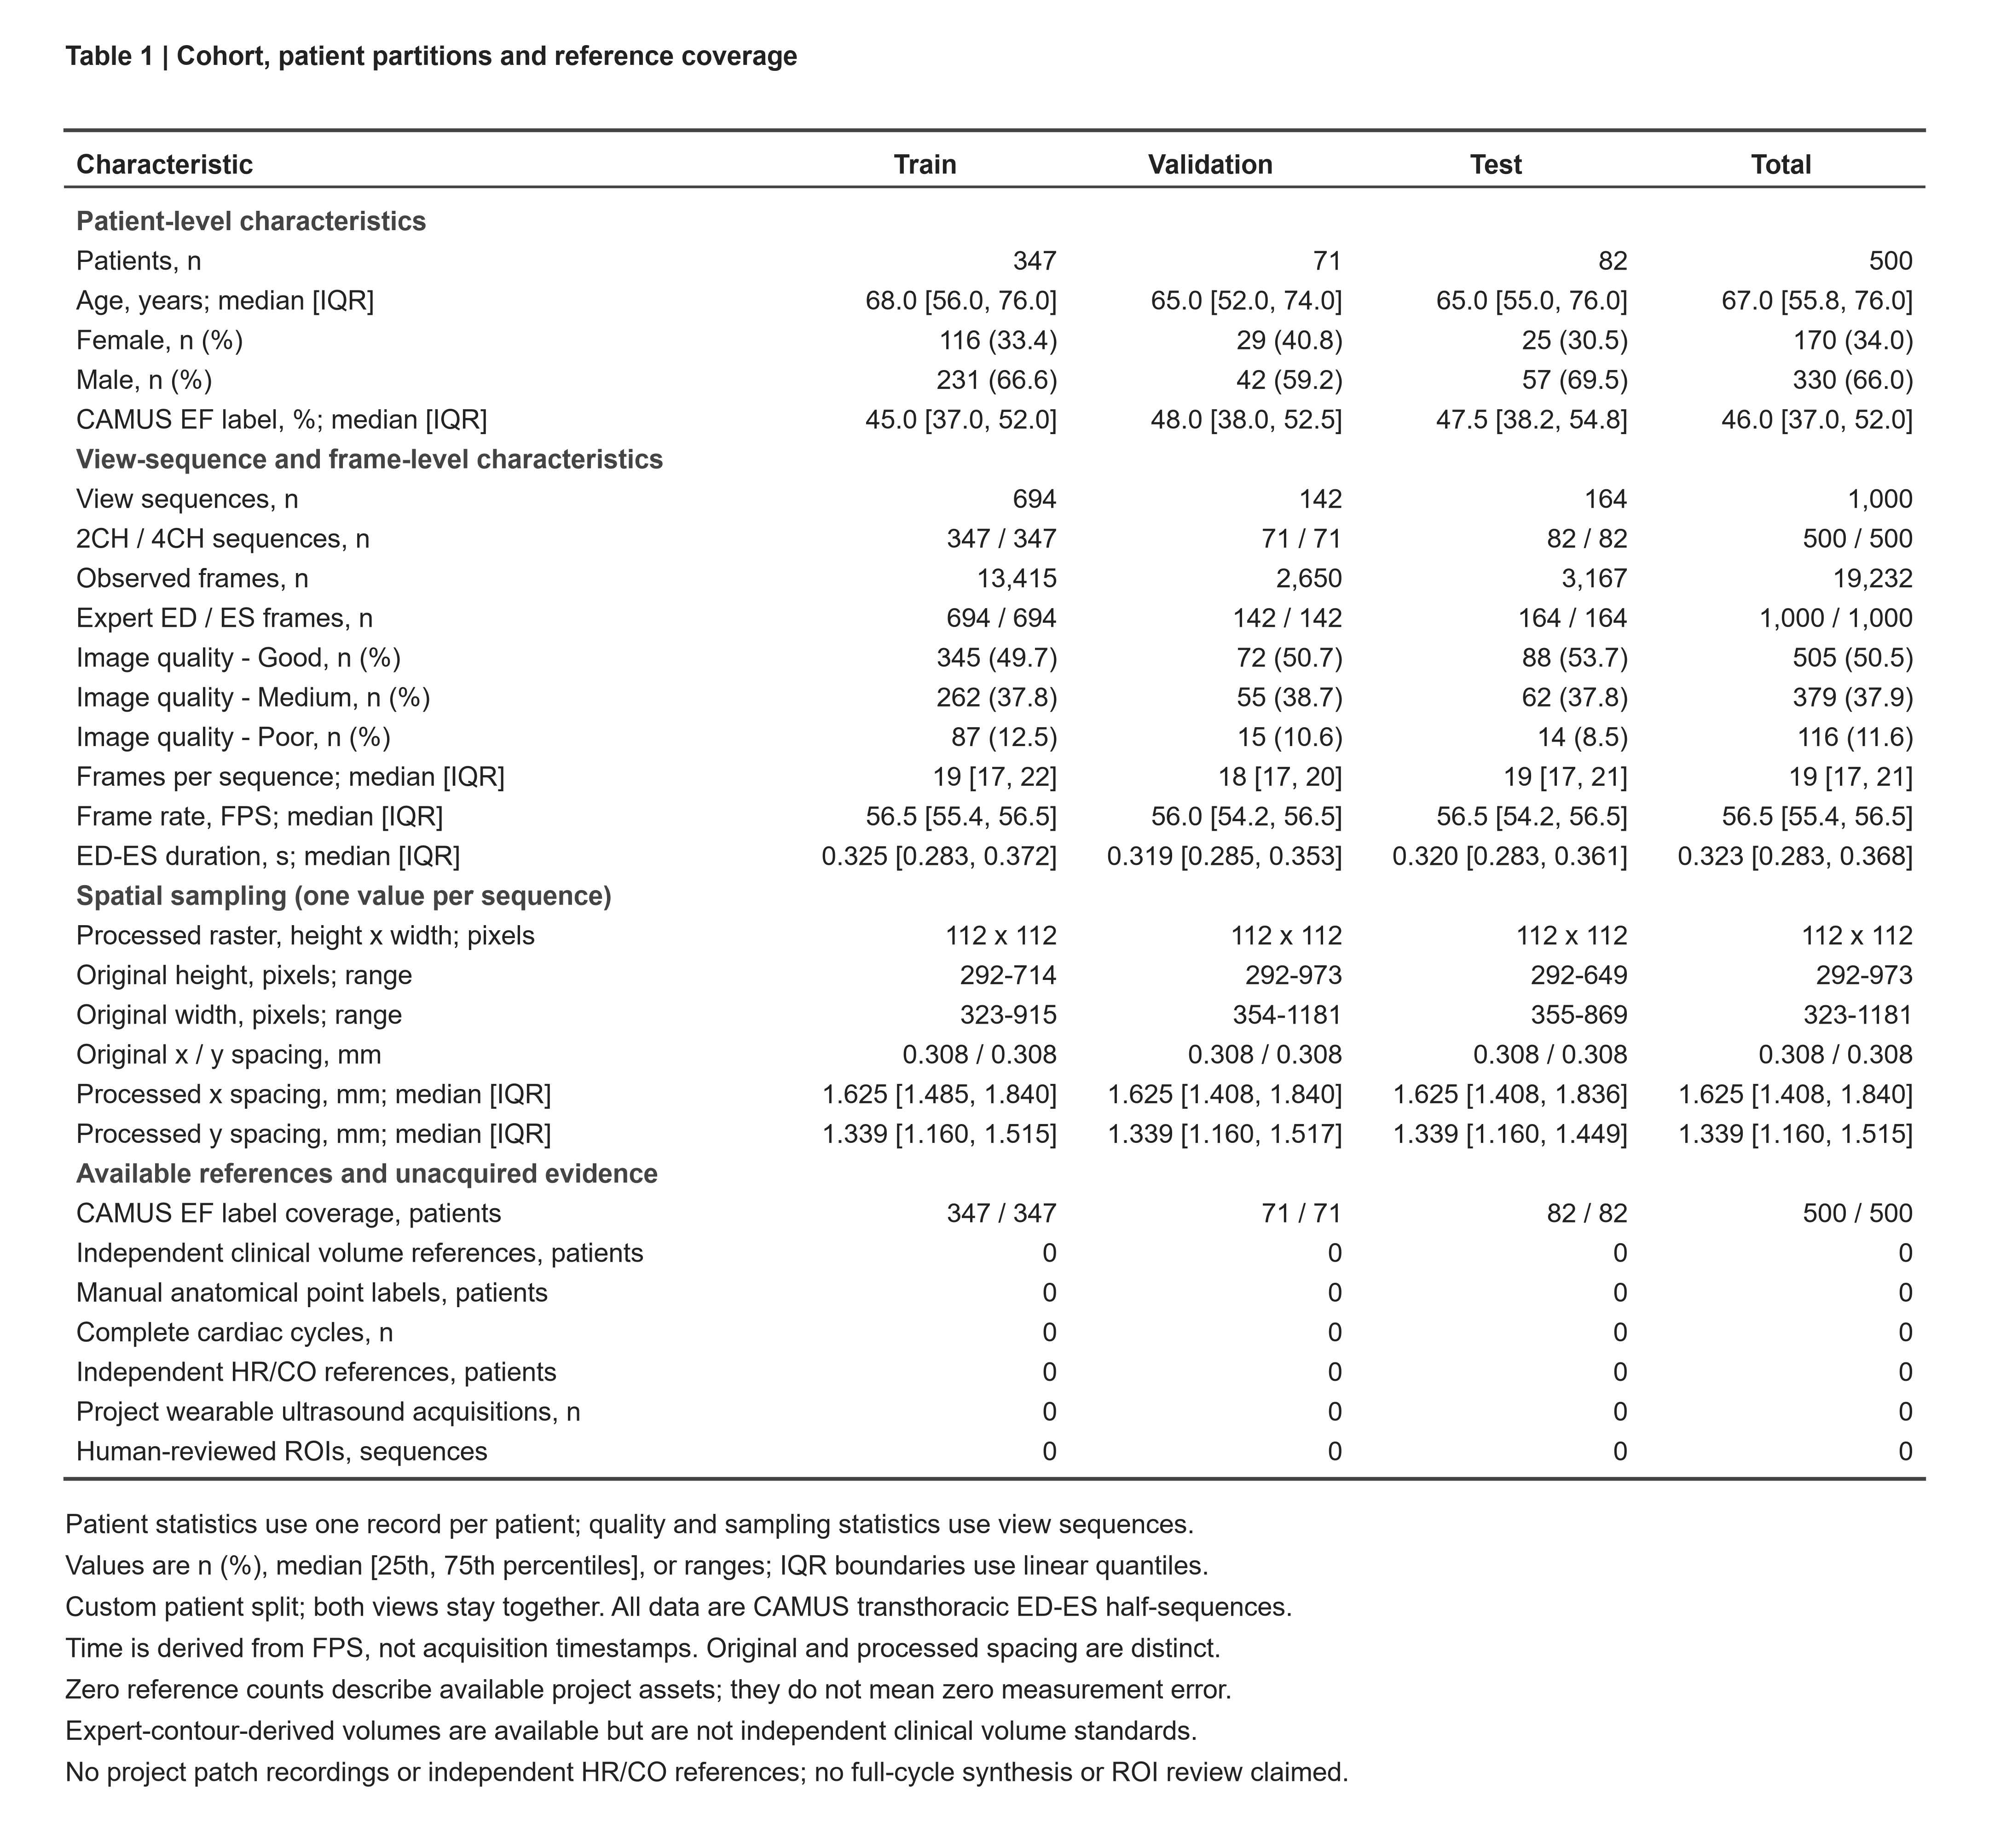 Table 1 | Cohort, patient partitions and reference coverage
Characteristic Train Validation Test Total
Patient-level characteristics
Patients, n 347 71 82 500
Age, years; median [IQR] 68.0 [56.0, 76.0] 65.0 [52.0, 74.0] 65.0 [55.0, 76.0] 67.0 [55.8, 76.0]
Female, n (%) 116 (33.4) 29 (40.8) 25 (30.5) 170 (34.0)
Male, n (%) 231 (66.6) 42 (59.2) 57 (69.5) 330 (66.0)
CAMUS EF label, %; median [IQR] 45.0 [37.0, 52.0] 48.0 [38.0, 52.5] 47.5 [38.2, 54.8] 46.0 [37.0, 52.0]
View-sequence and frame-level characteristics
View sequences, n 694 142 164 1,000
2CH / 4CH sequences, n 347 / 347 71 / 71 82 / 82 500 / 500
Observed frames, n 13,415 2,650 3,167 19,232
Expert ED / ES frames, n 694 / 694 142 / 142 164 / 164 1,000 / 1,000
Image quality - Good, n (%) 345 (49.7) 72 (50.7) 88 (53.7) 505 (50.5)
Image quality - Medium, n (%) 262 (37.8) 55 (38.7) 62 (37.8) 379 (37.9)
Image quality - Poor, n (%) 87 (12.5) 15 (10.6) 14 (8.5) 116 (11.6)
Frames per sequence; median [IQR] 19 [17, 22] 18 [17, 20] 19 [17, 21] 19 [17, 21]
Frame rate, FPS; median [IQR] 56.5 [55.4, 56.5] 56.0 [54.2, 56.5] 56.5 [54.2, 56.5] 56.5 [55.4, 56.5]
ED-ES duration, s; median [IQR] 0.325 [0.283, 0.372] 0.319 [0.285, 0.353] 0.320 [0.283, 0.361] 0.323 [0.283, 0.368]
Spatial sampling (one value per sequence)
Processed raster, height x width; pixels 112 x 112 112 x 112 112 x 112 112 x 112
Original height, pixels; range 292-714 292-973 292-649 292-973
Original width, pixels; range 323-915 354-1181 355-869 323-1181
Original x / y spacing, mm 0.308 / 0.308 0.308 / 0.308 0.308 / 0.308 0.308 / 0.308
Processed x spacing, mm; median [IQR] 1.625 [1.485, 1.840] 1.625 [1.408, 1.840] 1.625 [1.408, 1.836] 1.625 [1.408, 1.840]
Processed y spacing, mm; median [IQR] 1.339 [1.160, 1.515] 1.339 [1.160, 1.517] 1.339 [1.160, 1.449] 1.339 [1.160, 1.515]
Available references and unacquired evidence
CAMUS EF label coverage, patients 347 / 347 71 / 71 82 / 82 500 / 500
Independent clinical volume references, patients 0 0 0 0
Manual anatomical point labels, patients 0 0 0 0
Complete cardiac cycles, n 0 0 0 0
Independent HR/CO references, patients 0 0 0 0
Project wearable ultrasound acquisitions, n 0 0 0 0
Human-reviewed ROIs, sequences 0 0 0 0
Patient statistics use one record per patient; quality and sampling statistics use view sequences.
Values are n (%), median [25th, 75th percentiles], or ranges; IQR boundaries use linear quantiles.
Custom patient split; both views stay together. All data are CAMUS transthoracic ED-ES half-sequences.
Time is derived from FPS, not acquisition timestamps. Original and processed spacing are distinct.
Zero reference counts describe available project assets; they do not mean zero measurement error.
Expert-contour-derived volumes are available but are not independent clinical volume standards.
No project patch recordings or independent HR/CO references; no full-cycle synthesis or ROI review claimed.